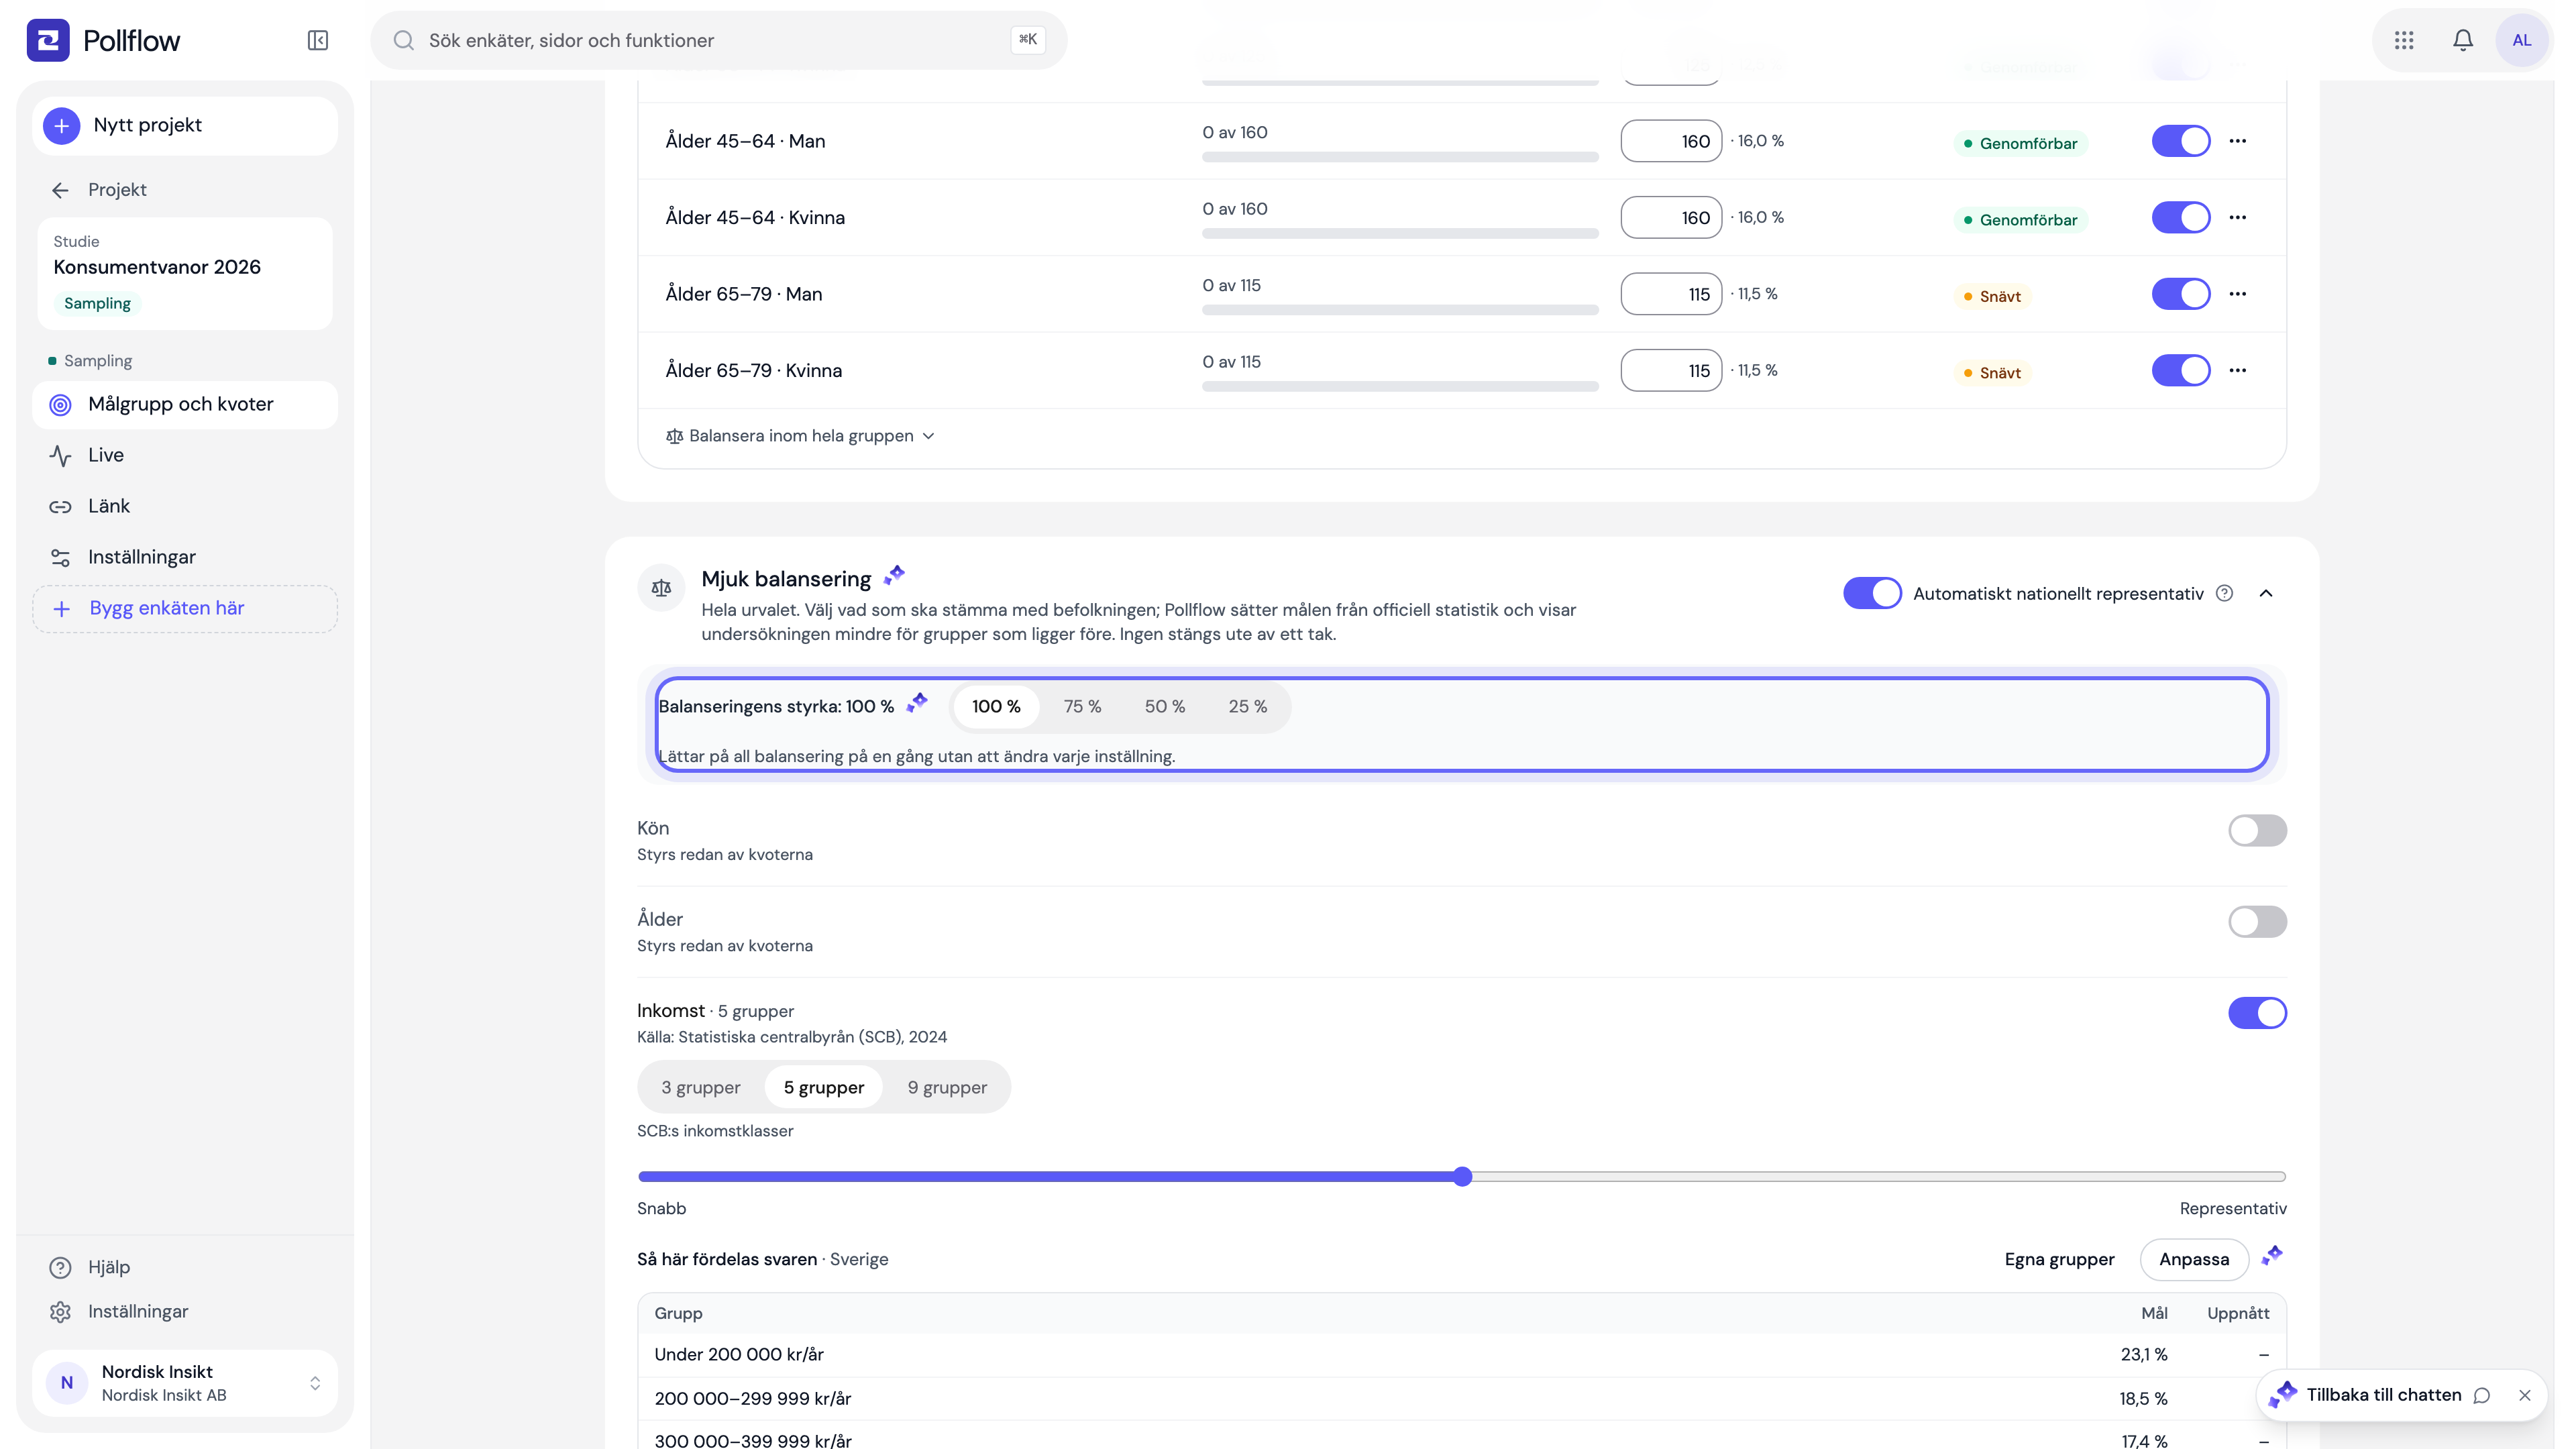 Pollflow
Sök enkäter, sidor och funktioner
⌘K
AL
Nytt projekt
Projekt
Studie
Konsumentvanor 2026
Sampling
Sampling
Målgrupp och kvoter
Live
Länk
Inställningar
Bygg enkäten här
Hjälp
Inställningar
N
Nordisk Insikt
Nordisk Insikt AB
Ålder 45–64 · Man
0 av 160
160
· 16,0 %
Genomförbar
Ålder 45–64 · Kvinna
0 av 160
160
· 16,0 %
Genomförbar
Ålder 65–79 · Man
0 av 115
115
· 11,5 %
Snävt
Ålder 65–79 · Kvinna
0 av 115
115
· 11,5 %
Snävt
Balansera inom hela gruppen
Mjuk balansering
Hela urvalet. Välj vad som ska stämma med befolkningen; Pollflow sätter målen från officiell statistik och visar
undersökningen mindre för grupper som ligger före. Ingen stängs ute av ett tak.
Automatiskt nationellt representativ
Balanseringens styrka: 100 %
100 %
75 %
50 %
25 %
Lättar på all balansering på en gång utan att ändra varje inställning.
Kön
Styrs redan av kvoterna
Ålder
Styrs redan av kvoterna
Inkomst · 5 grupper
Källa: Statistiska centralbyrån (SCB), 2024
3 grupper
5 grupper
9 grupper
SCB:s inkomstklasser
Snabb
Representativ
Så här fördelas svaren · Sverige
Egna grupper
Anpassa
Grupp
Mål
Uppnått
Under 200 000 kr/år
23,1 %
–
200 000–299 999 kr/år
18,5 %
300 000–399 999 kr/år
17,4 %
–
Tillbaka till chatten